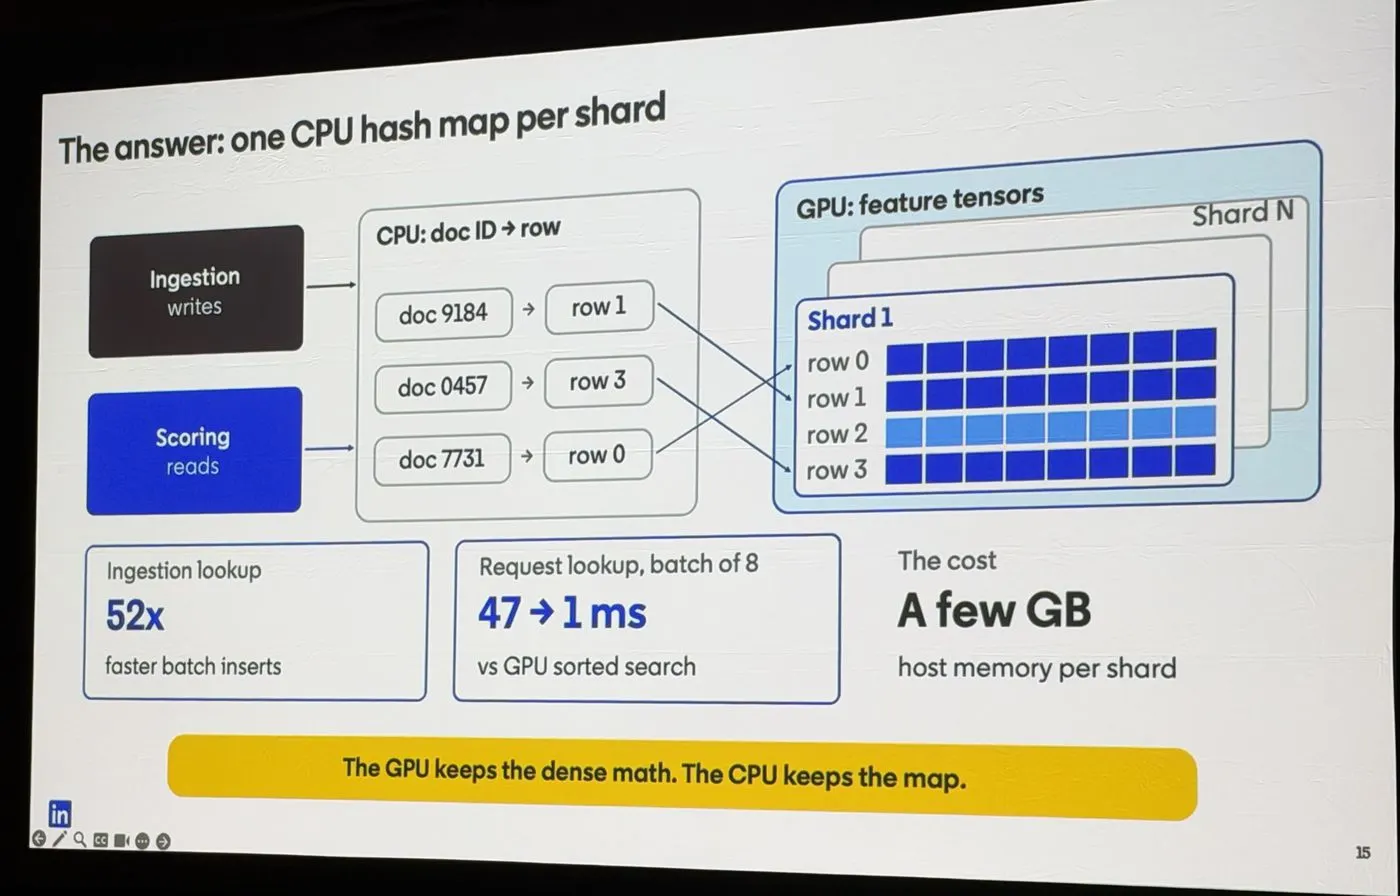 The answer: one CPU hash map per shard
Ingestion
writes
Scoring
reads
CPU: doc ID → row
doc 9184 → row 1
doc 0457 → row 3
doc 7731 → row 0
GPU: feature tensors
Shard N
Shard 1
row 0
row 1
row 2
row 3
Ingestion lookup
52x
faster batch inserts
Request lookup, batch of 8
47 → 1 ms
vs GPU sorted search
The cost
A few GB
host memory per shard
The GPU keeps the dense math. The CPU keeps the map.
in
CC
15